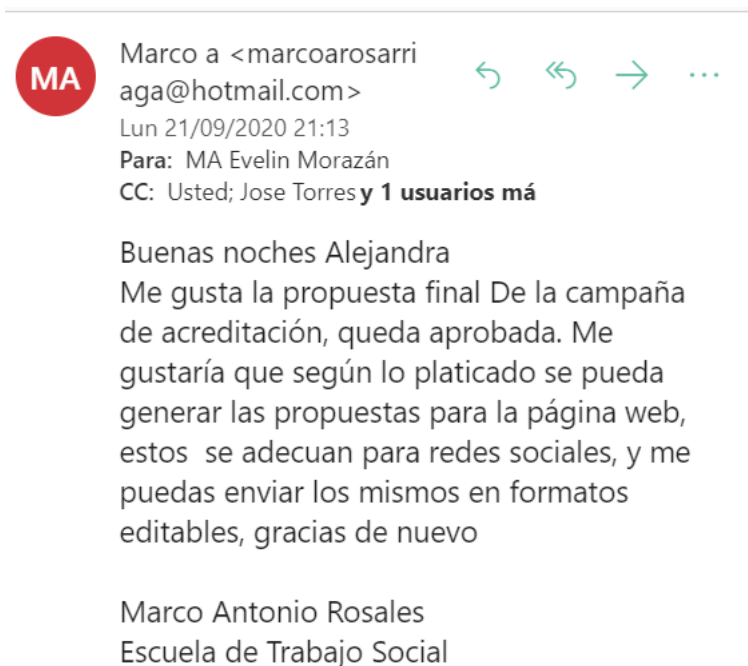 MA
Marco a <marcoarosarri
aga@hotmail.com>
Lun 21/09/2020 21:13
Para: MA Evelin Morazán
CC: Usted; Jose Torres y 1 usuarios má
Buenas noches Alejandra
Me gusta la propuesta final De la campaña
de acreditación, queda aprobada. Me
gustaría que según lo platicado se pueda
generar las propuestas para la página web,
estos  se adecuan para redes sociales, y me
puedas enviar los mismos en formatos
editables, gracias de nuevo
Marco Antonio Rosales
Escuela de Trabajo Social